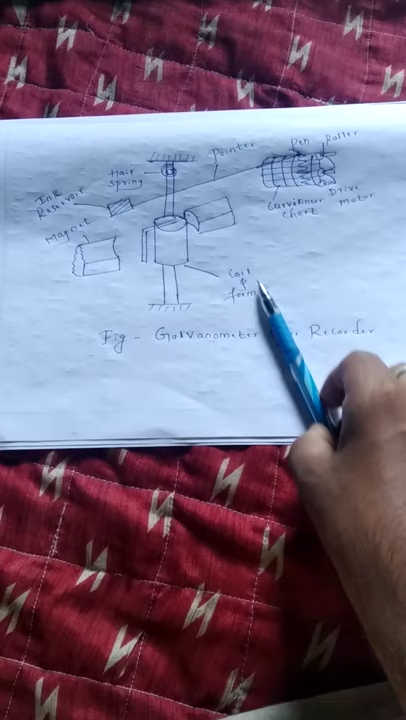 Pen Roller
Pointer
Hair
spring
Ink
Reservoir
Drive
motor
Curvilinear
Chart
Magnet
Coil
&
form
Fig - Galvanometer Recorder